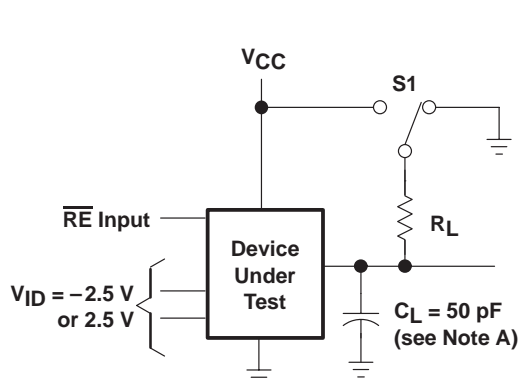 VCC
S1
RE Input
RL
Device
Under
Test
VID = –2.5 V
or 2.5 V
CL = 50 pF
(see Note A)